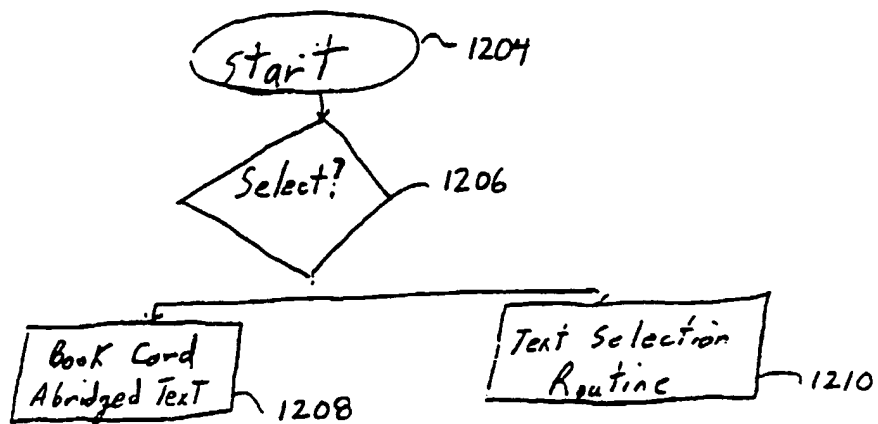 Start
1204
Select?
1206
Book Card
Abridged Text
1208
Text Selection
Routine
1210